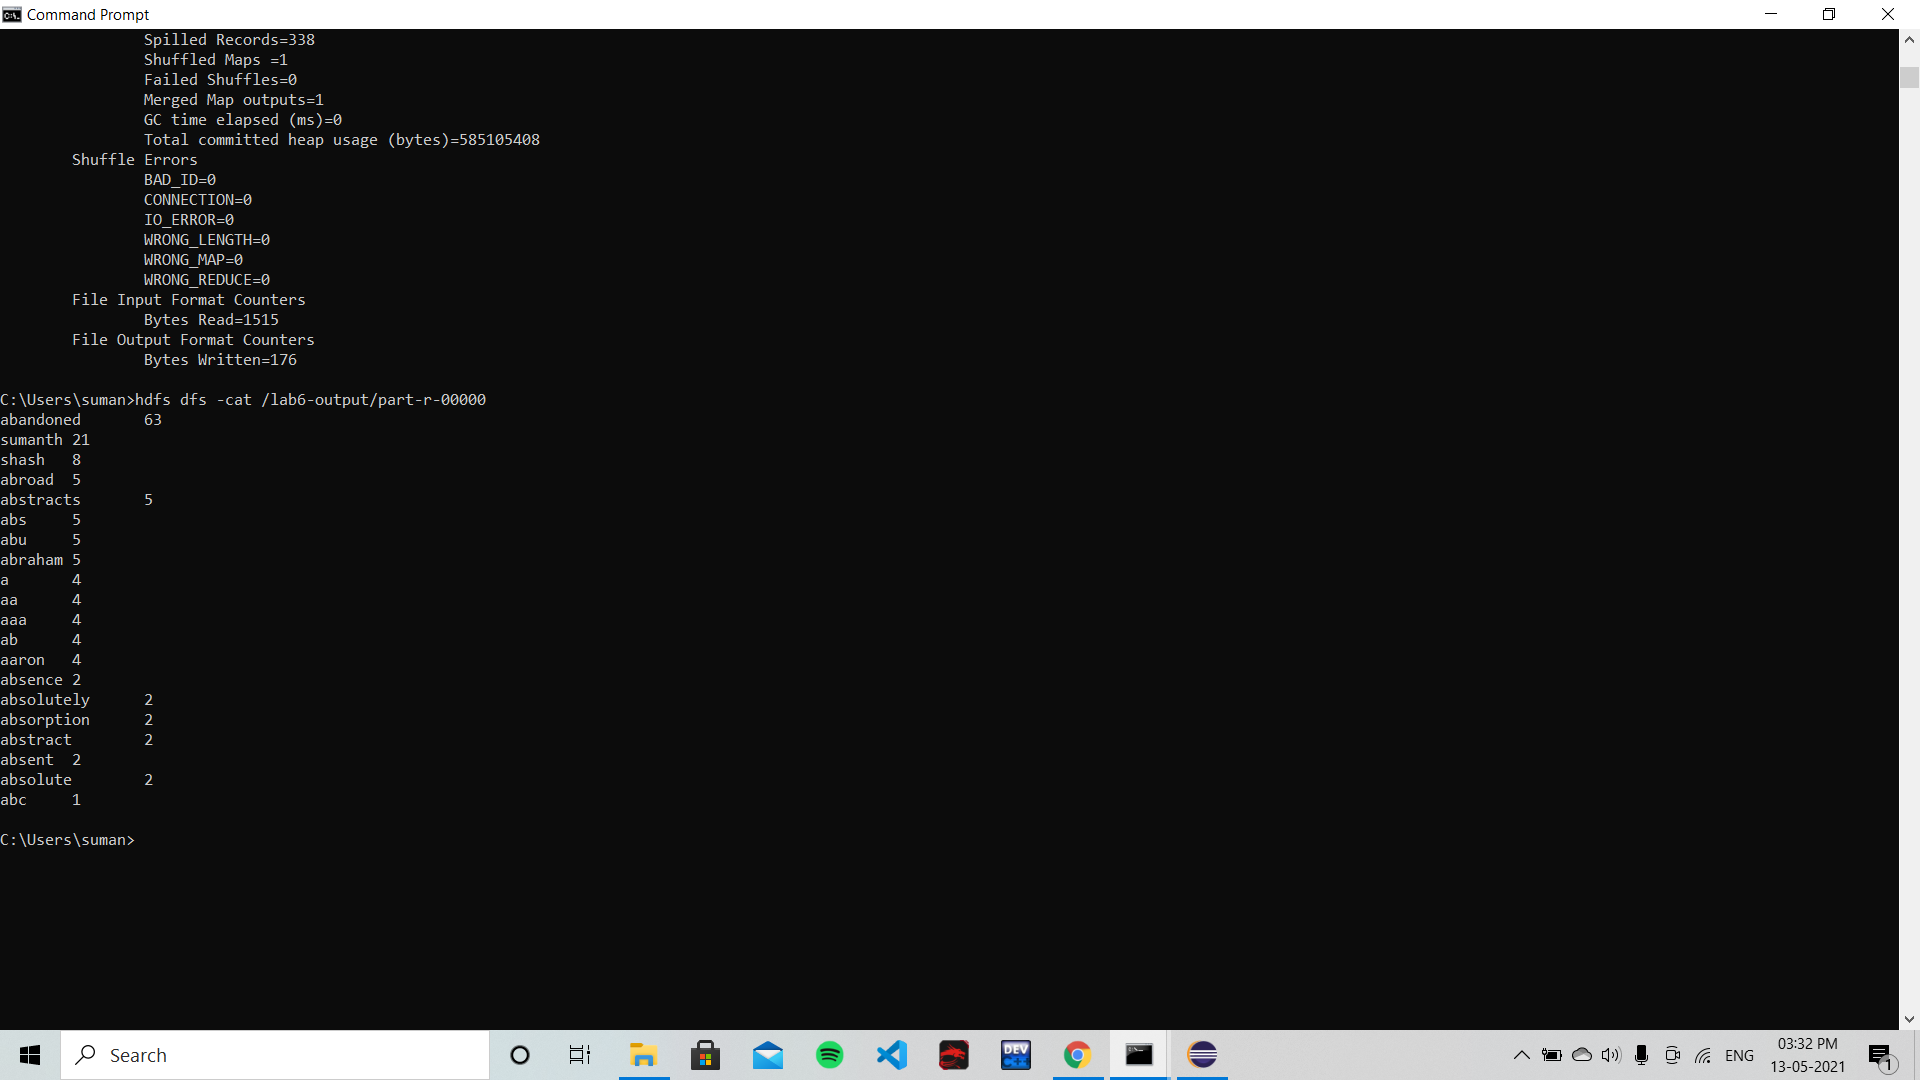 Command Prompt
Spilled Records=338
Shuffled Maps =1
Failed Shuffles=0
Merged Map outputs=1
GC time elapsed (ms)=0
Total committed heap usage (bytes)=585105408
Shuffle Errors
BAD_ID=0
CONNECTION=0
IO_ERROR=0
WRONG_LENGTH=0
WRONG_MAP=0
WRONG_REDUCE=0
File Input Format Counters
Bytes Read=1515
File Output Format Counters
Bytes Written=176
C:\Users\suman>hdfs dfs -cat /lab6-output/part-r-00000
abandoned 63
sumanth 21
shash 8
abroad 5
abstracts 5
abs 5
abu 5
abraham 5
a 4
aa 4
aaa 4
ab 4
aaron 4
absence 2
absolutely 2
absorption 2
abstract 2
absent 2
absolute 2
abc 1
C:\Users\suman>
Search
DEV
C++
ENG
03:32 PM
13-05-2021
1